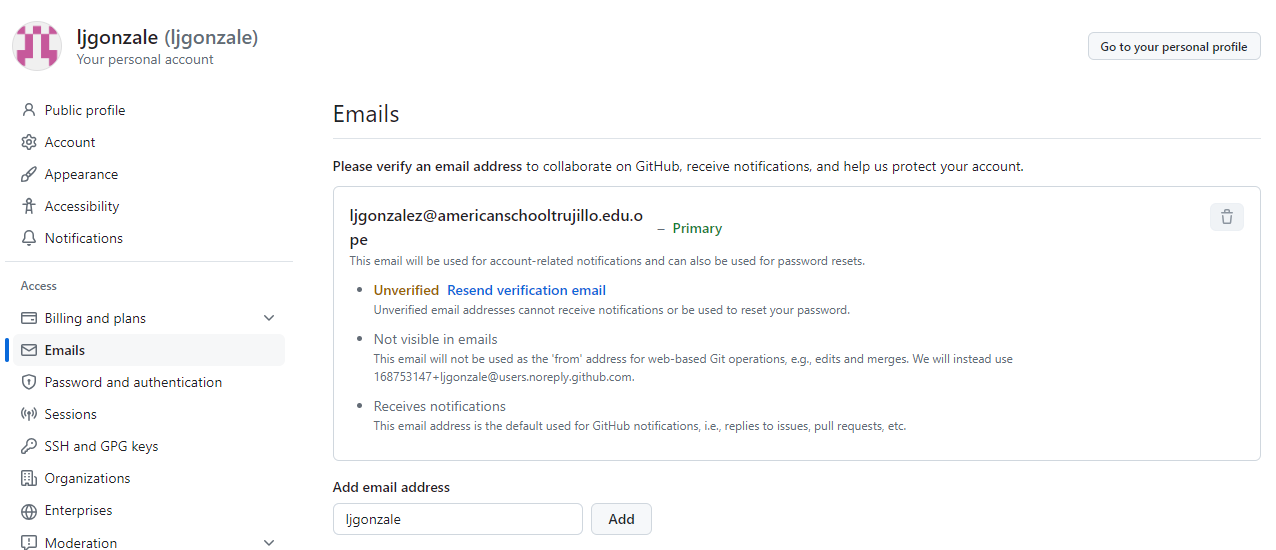 ljgonzale (ljgonzale)
Your personal account
Go to your personal profile
Public profile
Account
Appearance
Accessibility
Notifications
Access
Billing and plans
Emails
Password and authentication
Sessions
SSH and GPG keys
Organizations
Enterprises
Moderation
Emails
Please verify an email address to collaborate on GitHub, receive notifications, and help us protect your account.
ljgonzalez@americanschooltrujillo.edu.o
pe
– Primary
This email will be used for account-related notifications and can also be used for password resets.
Unverified Resend verification email
Unverified email addresses cannot receive notifications or be used to reset your password.
Not visible in emails
This email will not be used as the 'from' address for web-based Git operations, e.g., edits and merges. We will instead use
168753147+ljgonzale@users.noreply.github.com.
Receives notifications
This email address is the default used for GitHub notifications, i.e., replies to issues, pull requests, etc.
Add email address
ljgonzale
Add